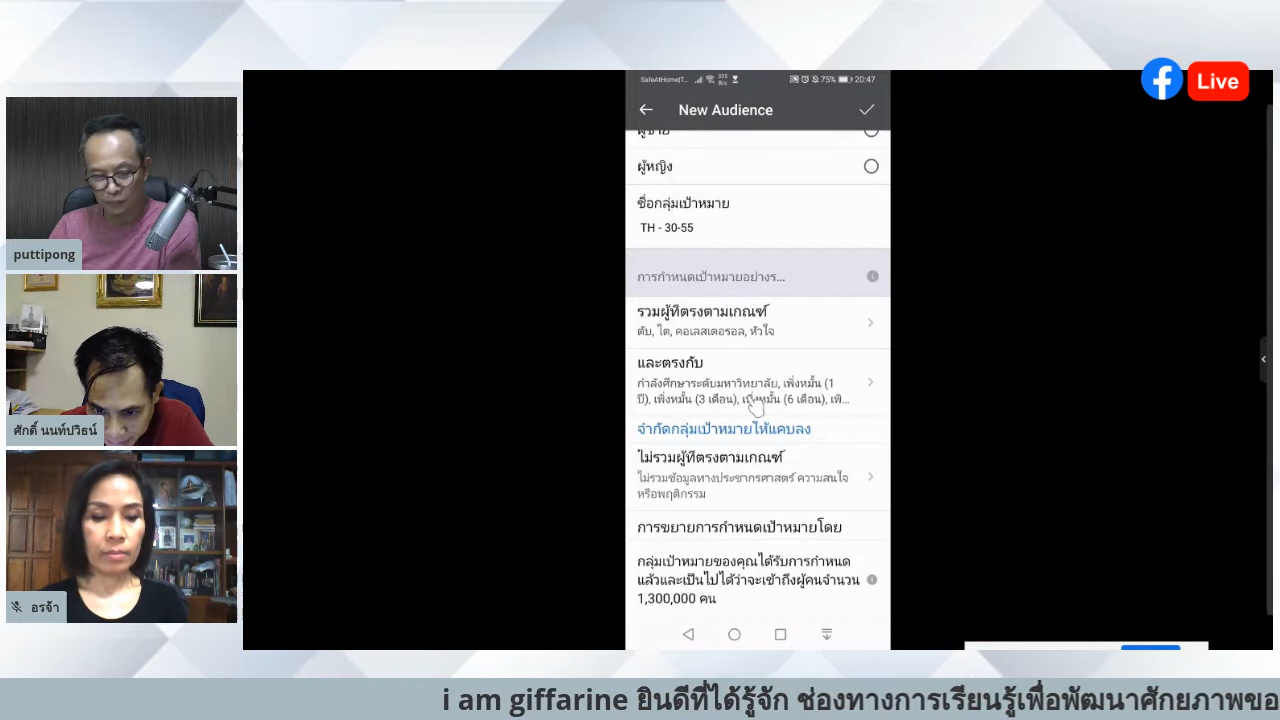 Live
SafeAtHome|T..
75%
20:47
New Audience
ผู้ชาย
ผู้หญิง
ชื่อกลุ่มเป้าหมาย
TH - 30-55
การกำหนดเป้าหมายอย่างร...
รวมผู้ที่ตรงตามเกณฑ์
ตับ, ไต, คอเลสเตอรอล, หัวใจ
และตรงกับ
กำลังศึกษาระดับมหาวิทยาลัย, เพิ่งหมั้น (1
ปี), เพิ่งหมั้น (3 เดือน), เพิ่งหมั้น (6 เดือน), เพิ...
จำกัดกลุ่มเป้าหมายให้แคบลง
ไม่รวมผู้ที่ตรงตามเกณฑ์
ไม่รวมข้อมูลทางประชากรศาสตร์ ความสนใจ
หรือพฤติกรรม
การขยายการกำหนดเป้าหมายโดย
กลุ่มเป้าหมายของคุณได้รับการกำหนด
แล้วและเป็นไปได้ว่าจะเข้าถึงผู้คนจำนวน
1,300,000 คน
puttipong
ศักดิ์ นนท์ปวิธน์
อรจ้า
i am giffarine ยินดีที่ได้รู้จัก ช่องทางการเรียนรู้เพื่อพัฒนาศักยภาพขอ